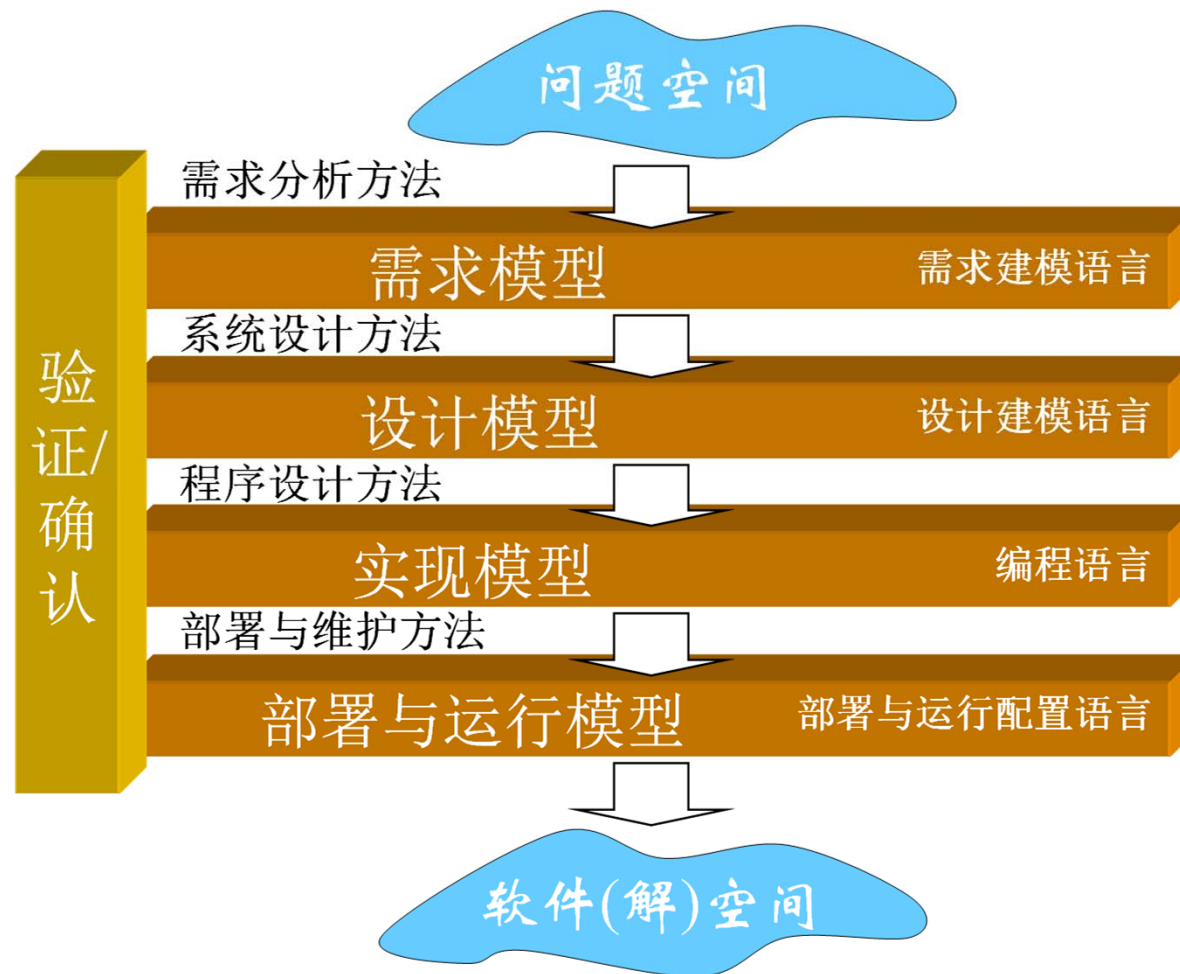 问题空间
需求分析方法
需求模型
需求建模语言
系统设计方法
设计模型
设计建模语言
程序设计方法
实现模型
编程语言
部署与维护方法
部署与运行模型
部署与运行配置语言
验
证/
确
认
软件(解)空间